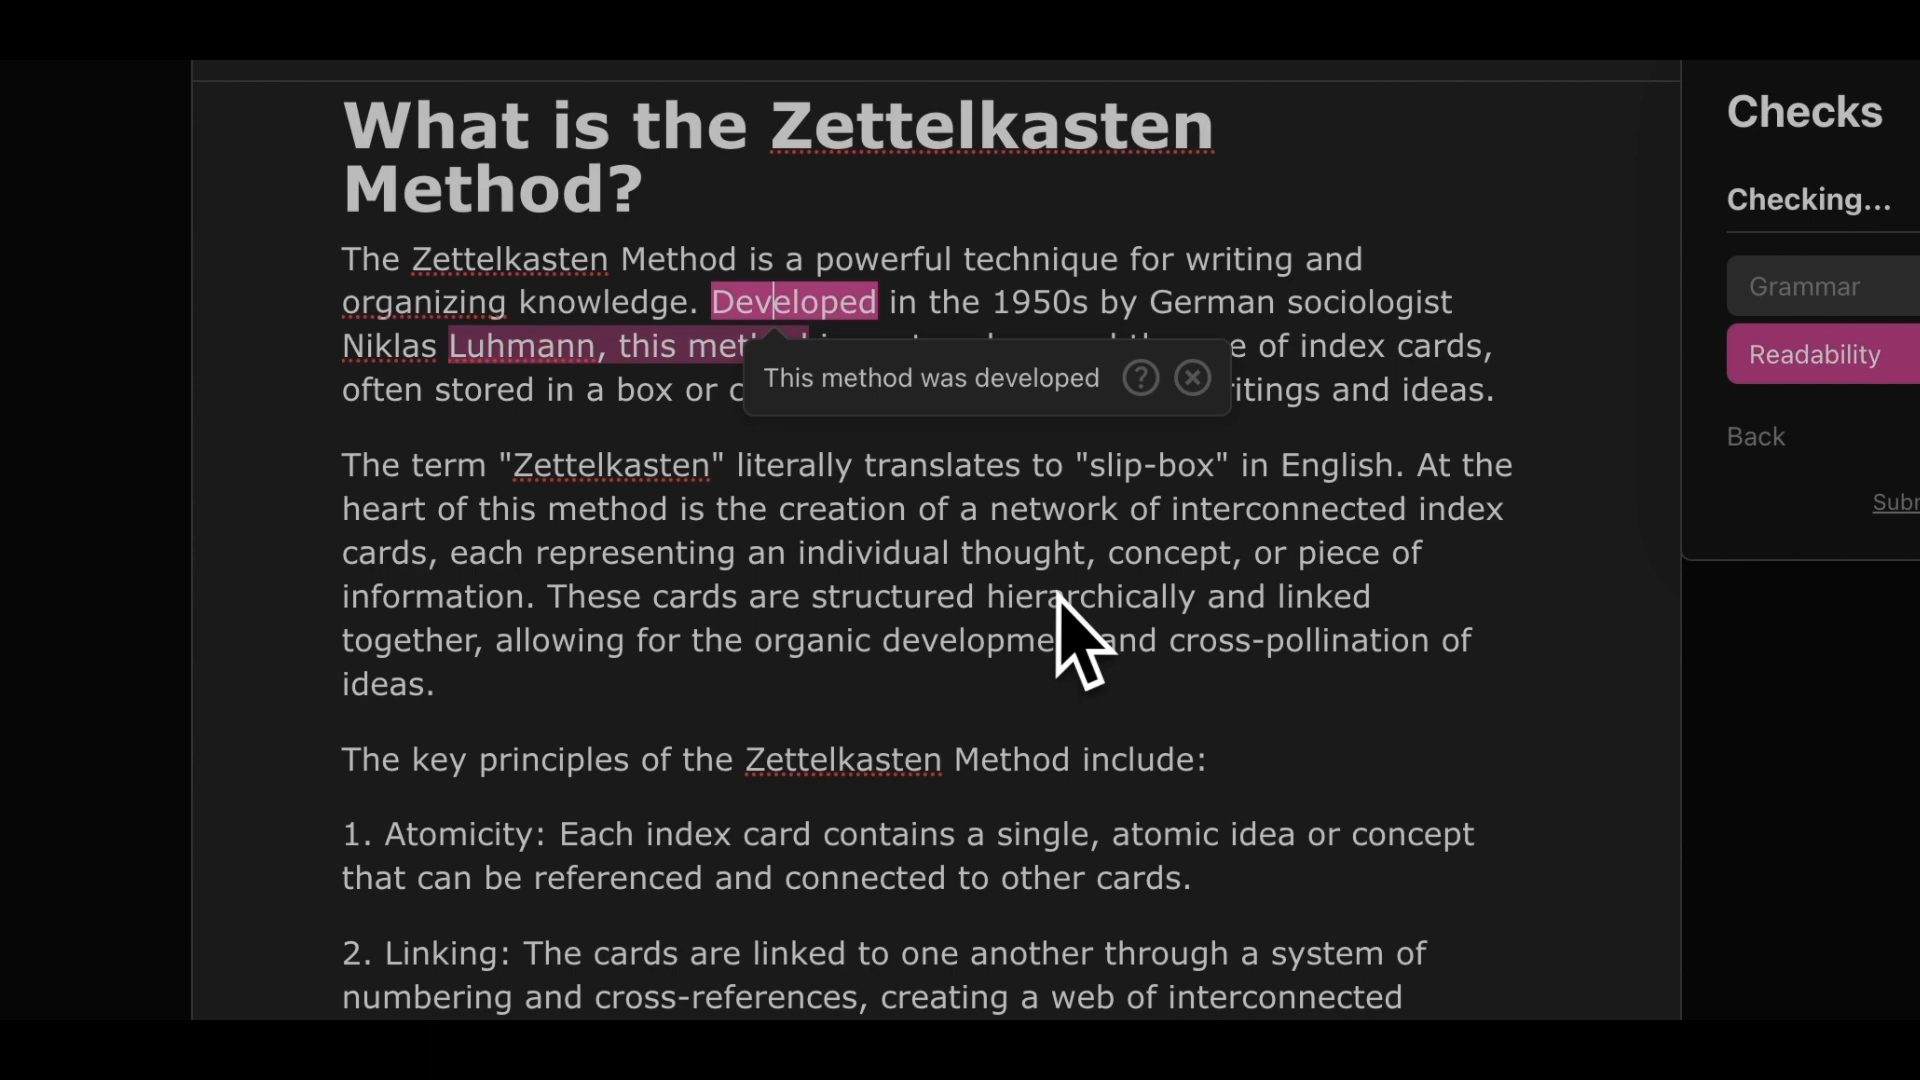 What is the Zettelkasten
Method?
The Zettelkasten Method is a powerful technique for writing and
organizing knowledge. Developed in the 1950s by German sociologist
Niklas Luhmann, this e of index cards,
often stored in a box or ideas.
This method was developed
The term "Zettelkasten" literally translates to "slip-box" in English. At the
heart of this method is the creation of a network of interconnected index
cards, each representing an individual thought, concept, or piece of
information. These cards are structured hierarchically and linked
together, allowing for the organic and cross-pollination of
ideas.
The key principles of the Zettelkasten Method include:
1. Atomicity: Each index card contains a single, atomic idea or concept
that can be referenced and connected to other cards.
2. Linking: The cards are linked to one another through a system of
numbering and cross-references, creating a web of interconnected
Checks
Checking...
Grammar
Readability
Back